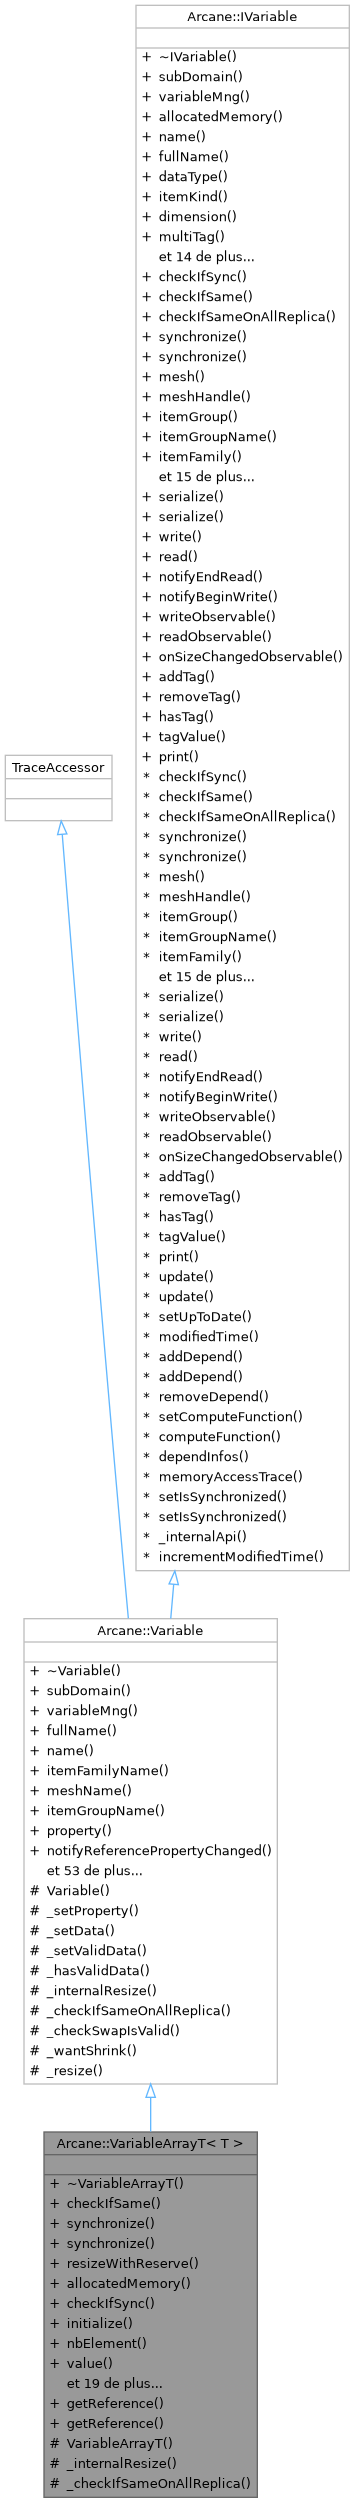 Arcane::IVariable
+ ~IVariable()
+ subDomain()
+ variableMng()
+ allocatedMemory()
+ name()
+ fullName()
+ dataType()
+ itemKind()
+ dimension()
+ multiTag()
et 14 de plus...
+ checkIfSync()
+ checkIfSame()
+ checkIfSameOnAllReplica()
+ synchronize()
+ synchronize()
+ mesh()
+ meshHandle()
+ itemGroup()
+ itemGroupName()
+ itemFamily()
et 15 de plus...
+ serialize()
+ serialize()
+ write()
+ read()
+ notifyEndRead()
+ notifyBeginWrite()
+ writeObservable()
+ readObservable()
+ onSizeChangedObservable()
+ addTag()
+ removeTag()
+ hasTag()
+ tagValue()
+ print()
* checkIfSync()
* checkIfSame()
* checkIfSameOnAllReplica()
* synchronize()
* synchronize()
* mesh()
* meshHandle()
* itemGroup()
* itemGroupName()
* itemFamily()
et 15 de plus...
* serialize()
* serialize()
* write()
* read()
* notifyEndRead()
* notifyBeginWrite()
* writeObservable()
* readObservable()
* onSizeChangedObservable()
* addTag()
* removeTag()
* hasTag()
* tagValue()
* print()
* update()
* update()
* setUpToDate()
* modifiedTime()
* addDepend()
* addDepend()
* removeDepend()
* setComputeFunction()
* computeFunction()
* dependInfos()
* memoryAccessTrace()
* setIsSynchronized()
* setIsSynchronized()
* _internalApi()
* incrementModifiedTime()
TraceAccessor
Arcane::Variable
+ ~Variable()
+ subDomain()
+ variableMng()
+ fullName()
+ name()
+ itemFamilyName()
+ meshName()
+ itemGroupName()
+ property()
+ notifyReferencePropertyChanged()
et 53 de plus...
# Variable()
# _setProperty()
# _setData()
# _setValidData()
# _hasValidData()
# _internalResize()
# _checkIfSameOnAllReplica()
# _checkSwapIsValid()
# _wantShrink()
# _resize()
Arcane::VariableArrayT< T >
+ ~VariableArrayT()
+ checkIfSame()
+ synchronize()
+ synchronize()
+ resizeWithReserve()
+ allocatedMemory()
+ checkIfSync()
+ initialize()
+ nbElement()
+ value()
et 19 de plus...
+ getReference()
+ getReference()
# VariableArrayT()
# _internalResize()
# _checkIfSameOnAllReplica()